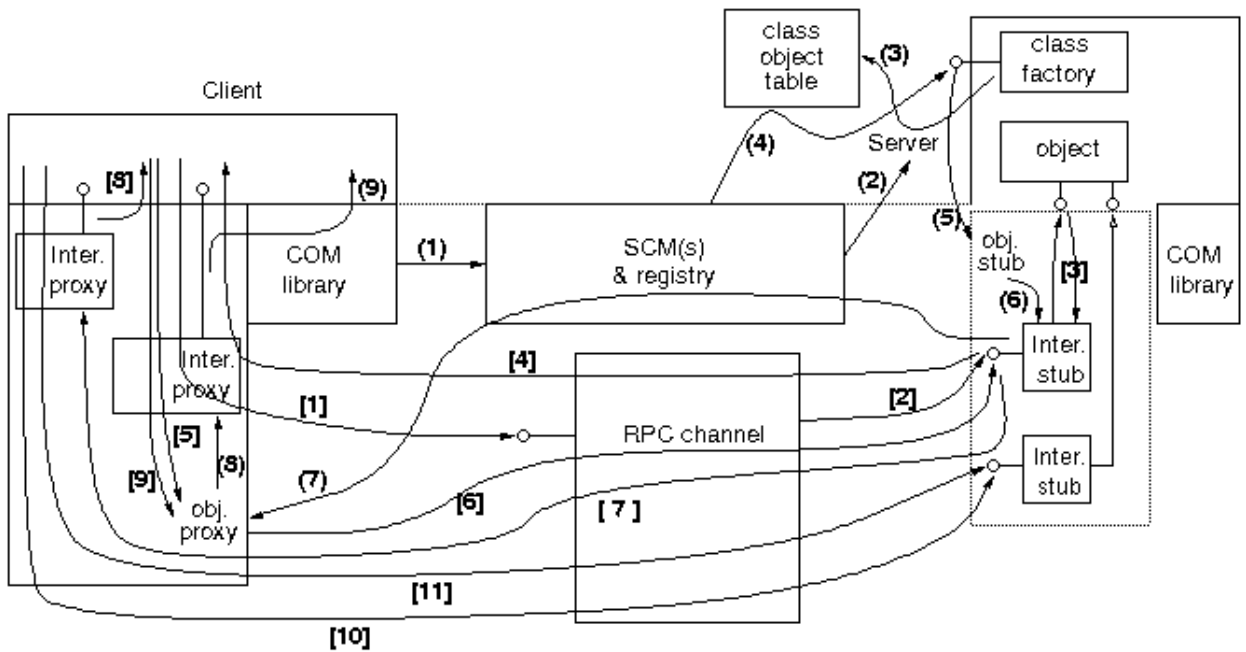 class
object
table
(3)
class
factory
Client
(4)
Server
object
[8]
(9)
(2)
(5)
Inter.
proxy
COM
library
(1)
SCM(s)
& registry
obj.
stub
[3]
COM
library
(6)
Inter.
proxy
[4]
Inter.
stub
[1]
[2]
RPC channel
[5]
(8)
[9]
(7)
[6]
[ 7 ]
Inter.
stub
obj.
proxy
[11]
[10]